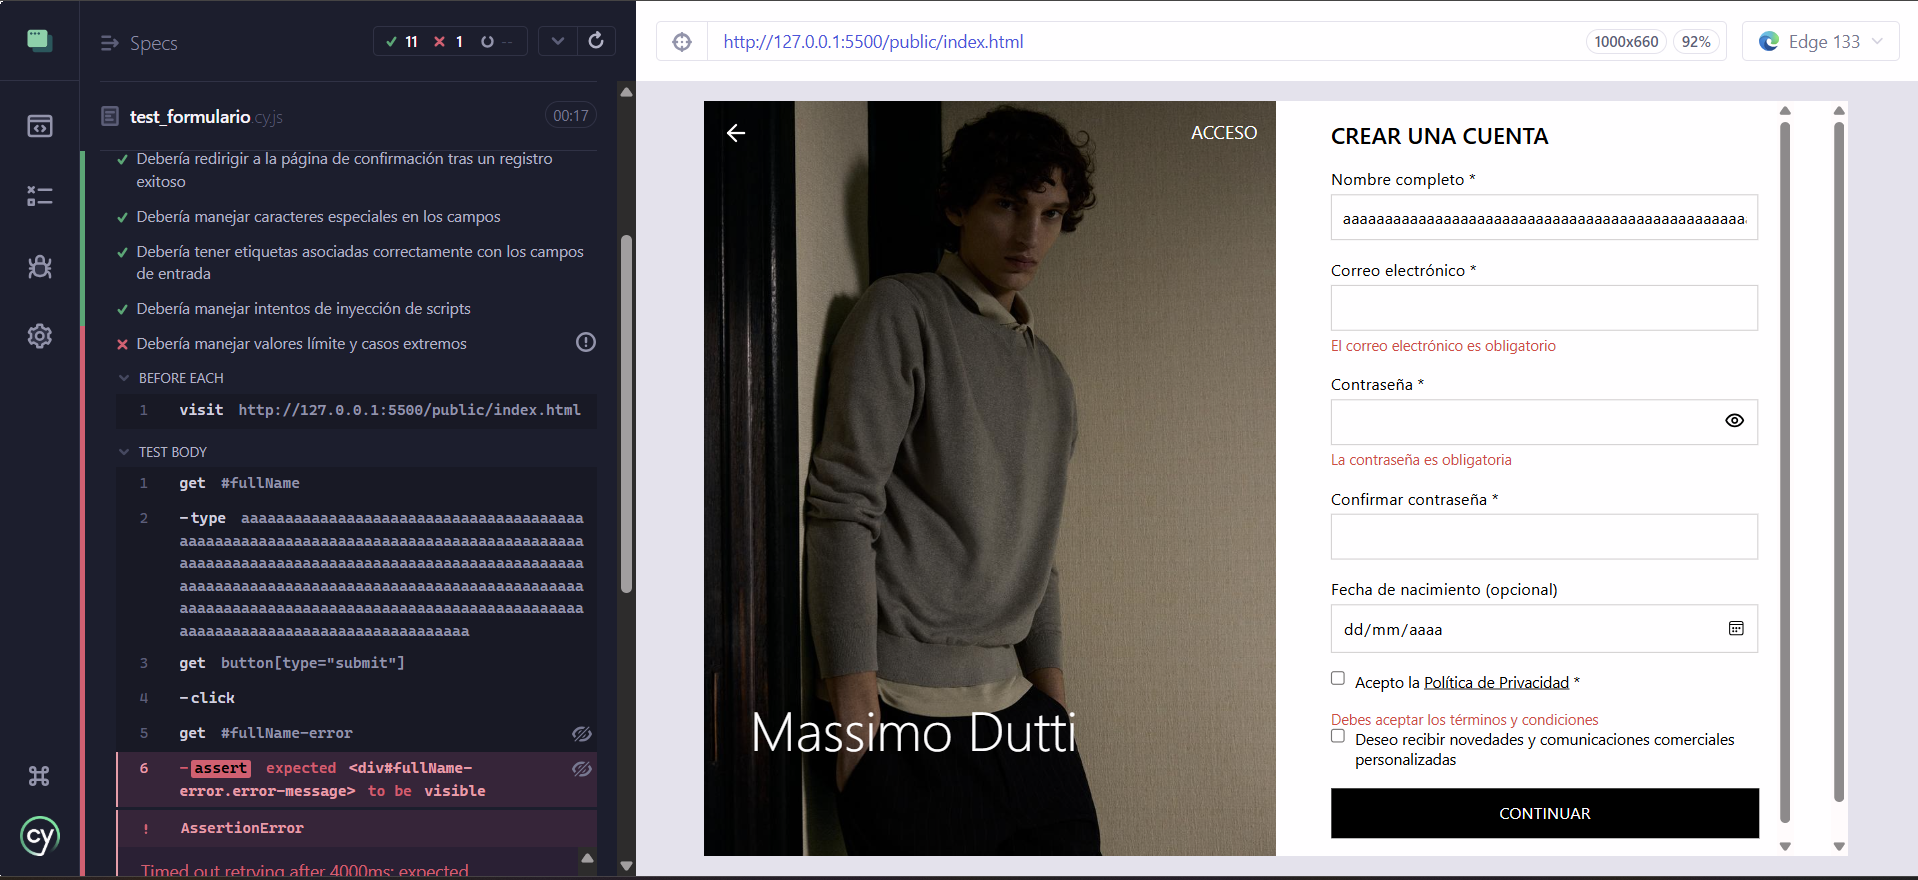 Specs
11
1
--
test_formulario.cy.js
00:17
Debería redirigir a la página de confirmación tras un registro
exitoso
Debería manejar caracteres especiales en los campos
Debería tener etiquetas asociadas correctamente con los campos
de entrada
Debería manejar intentos de inyección de scripts
Debería manejar valores límite y casos extremos
BEFORE EACH
1 visit http://127.0.0.1:5500/public/index.html
TEST BODY
1 get #fullName
2 -type aaaaaaaaaaaaaaaaaaaaaaaaaaaaaaaaaaaaaaa
aaaaaaaaaaaaaaaaaaaaaaaaaaaaaaaaaaaaaaaaaaaaaa
aaaaaaaaaaaaaaaaaaaaaaaaaaaaaaaaaaaaaaaaaaaaaa
aaaaaaaaaaaaaaaaaaaaaaaaaaaaaaaaaaaaaaaaaaaaaa
aaaaaaaaaaaaaaaaaaaaaaaaaaaaaaaaaaaaaaaaaaaaaa
aaaaaaaaaaaaaaaaaaaaaaaaaaaaaaaaa
3 get button[type="submit"]
4 -click
5 get #fullName-error
6 -assert expected <div#fullName-
error.error-message> to be visible
! AssertionError
Timed out retrying after 4000ms: expected
cy
http://127.0.0.1:5500/public/index.html
1000x660
92%
Edge 133
ACCESO
Massimo Dutti
CREAR UNA CUENTA
Nombre completo *
aaaaaaaaaaaaaaaaaaaaaaaaaaaaaaaaaaaaaaaaaaaaaaaa
Correo electrónico *
El correo electrónico es obligatorio
Contraseña *
La contraseña es obligatoria
Confirmar contraseña *
Fecha de nacimiento (opcional)
dd/mm/aaaa
Acepto la Política de Privacidad *
Debes aceptar los términos y condiciones
Deseo recibir novedades y comunicaciones comerciales
personalizadas
CONTINUAR